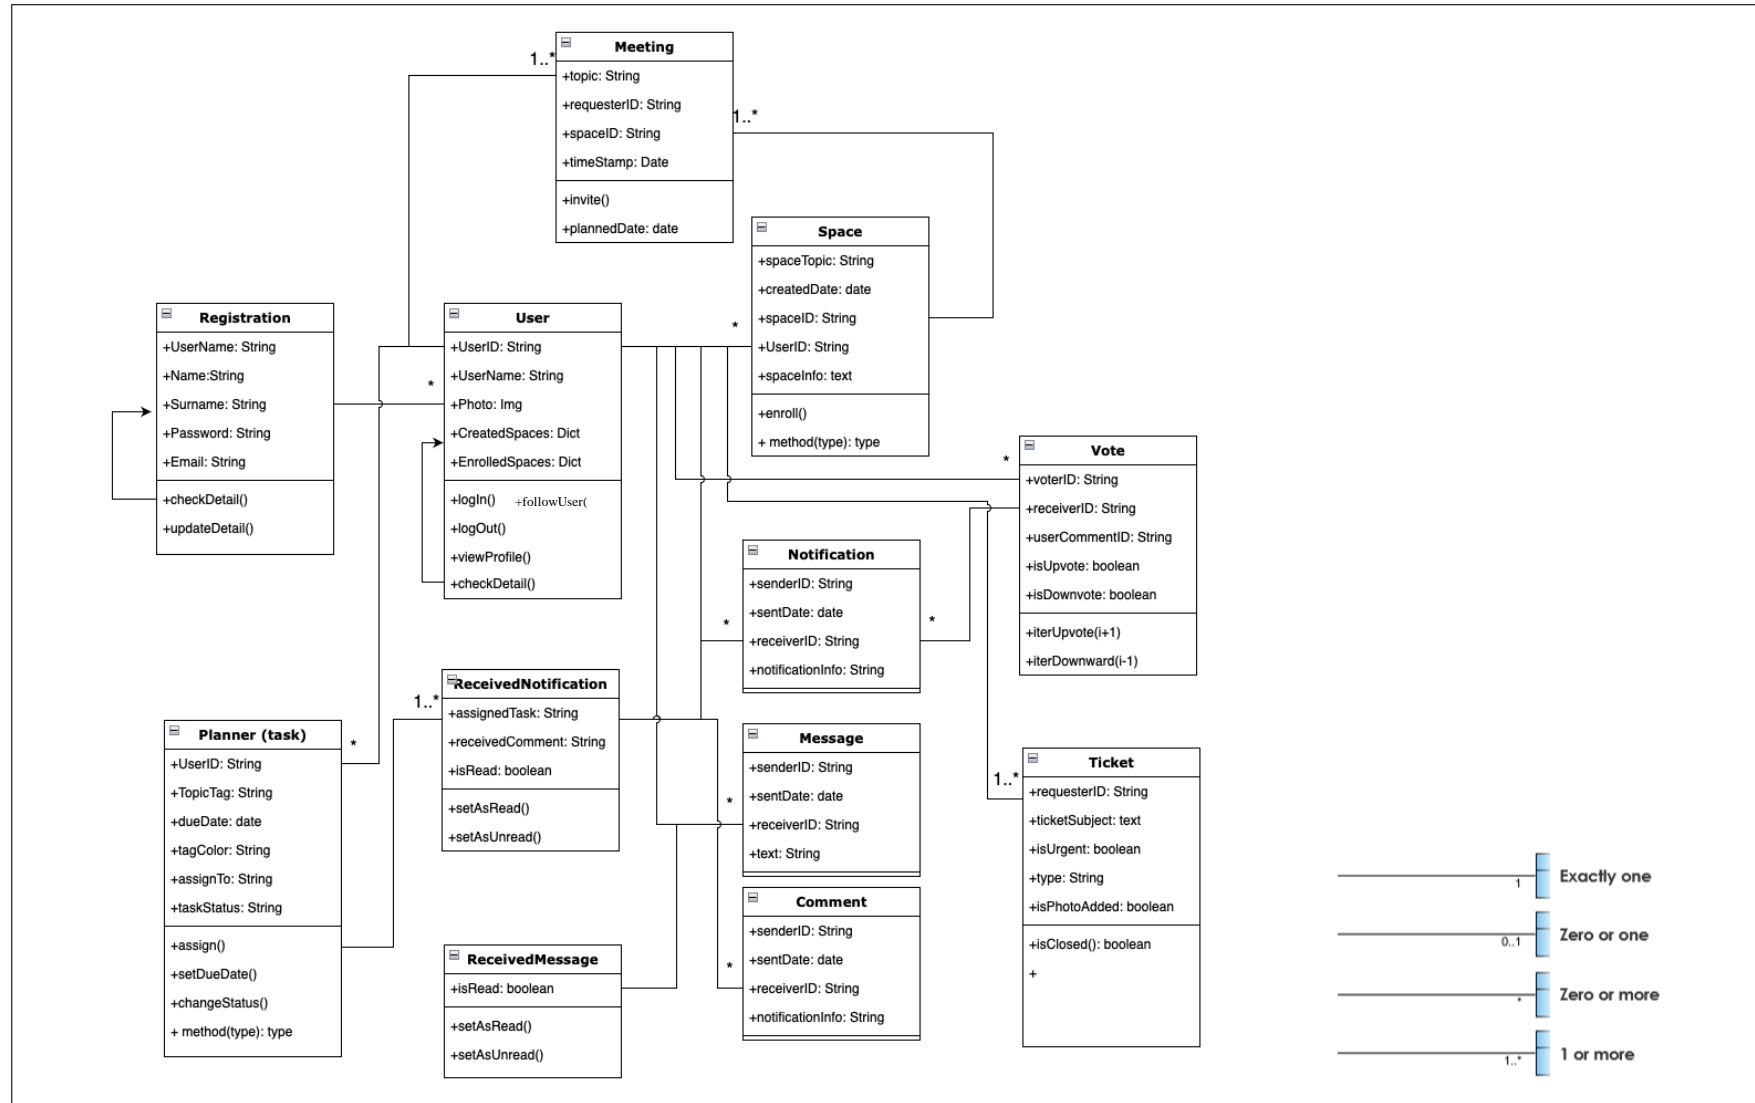 Meeting
+topic: String
+requesterID: String
+spaceID: String
+timeStamp: Date
+invite()
+plannedDate: date
1..*
1..*
Space
+spaceTopic: String
+createdDate: date
+spaceID: String
+UserID: String
+spaceInfo: text
+enroll()
+ method(type): type
*
Registration
+UserName: String
+Name:String
+Surname: String
+Password: String
+Email: String
+checkDetail()
+updateDetail()
*
User
+UserID: String
+UserName: String
+Photo: Img
+CreatedSpaces: Dict
+EnrolledSpaces: Dict
+logIn() +followUser(
+logOut()
+viewProfile()
+checkDetail()
*
Vote
+voterID: String
+receiverID: String
+userCommentID: String
+isUpvote: boolean
+isDownvote: boolean
+iterUpvote(i+1)
+iterDownward(i-1)
Notification
+senderID: String
+sentDate: date
+receiverID: String
+notificationInfo: String
*
*
ReceivedNotification
+assignedTask: String
+receivedComment: String
+isRead: boolean
+setAsRead()
+setAsUnread()
1..*
Planner (task)
+UserID: String
+TopicTag: String
+dueDate: date
+tagColor: String
+assignTo: String
+taskStatus: String
+assign()
+setDueDate()
+changeStatus()
+ method(type): type
*
Message
+senderID: String
+sentDate: date
+receiverID: String
+text: String
*
Comment
+senderID: String
+sentDate: date
+receiverID: String
+notificationInfo: String
*
ReceivedMessage
+isRead: boolean
+setAsRead()
+setAsUnread()
1..*
Ticket
+requesterID: String
+ticketSubject: text
+isUrgent: boolean
+type: String
+isPhotoAdded: boolean
+isClosed(): boolean
+
1 Exactly one
0..1 Zero or one
* Zero or more
1..* 1 or more